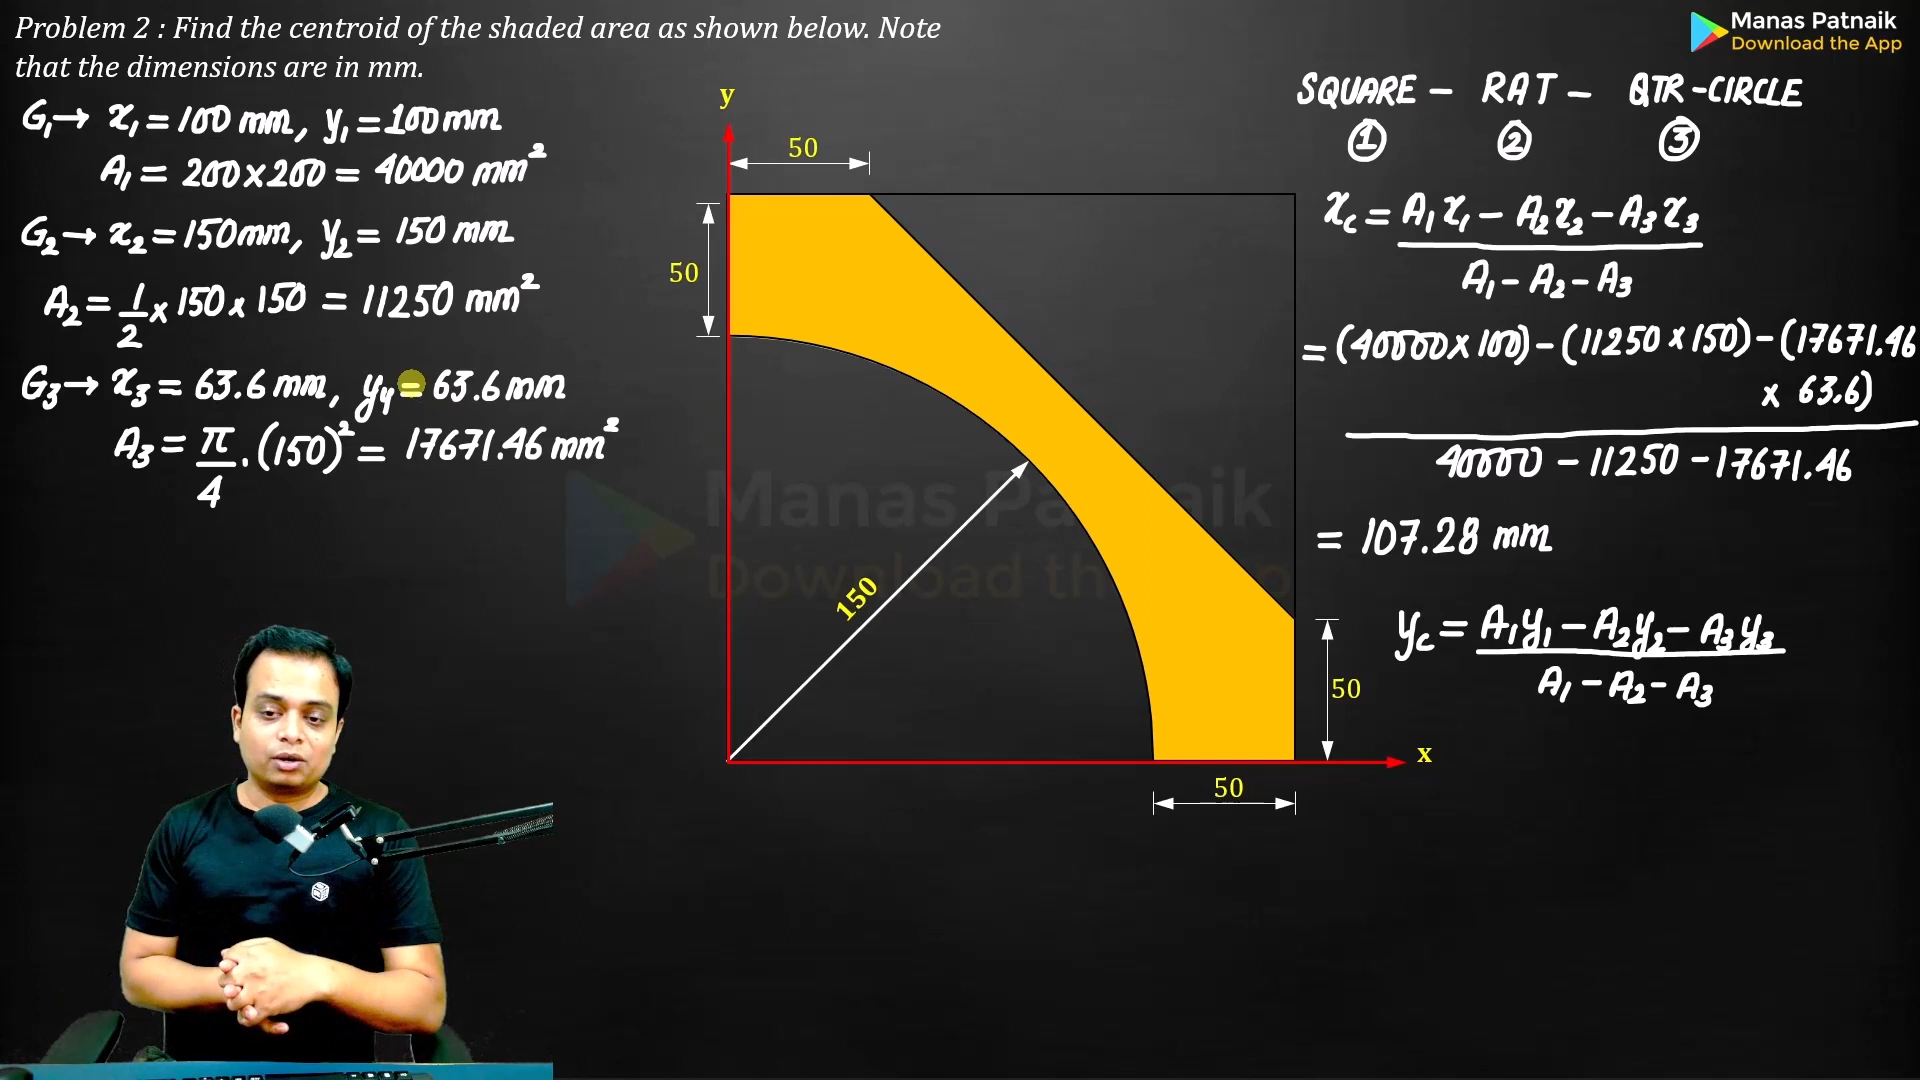 Problem 2 : Find the centroid of the shaded area as shown below. Note
that the dimensions are in mm.
G₁→ x₁ = 100 mm, y₁ = 100 mm
A₁ = 200 × 200 = 40000 mm²
G₂→ x₂ = 150mm, y₂ = 150 mm
A₂ = 1/2 × 150 × 150 = 11250 mm²
G₃→ x₃ = 63.6 mm, y₄ = 63.6 mm
A₃ = π/4 . (150)² = 17671.46 mm²
y
50
50
150
50
x
50
Manas Patnaik
Download the App
Manas Patnaik
Download the App
SQUARE – RAT – QTR-CIRCLE
① ② ③
x_c = A₁x₁ – A₂x₂ – A₃x₃
A₁ – A₂ – A₃
= (40000 × 100) – (11250 × 150) – (17671.46
× 63.6)
40000 – 11250 – 17671.46
= 107.28 mm
y_c = A₁y₁ – A₂y₂ – A₃y₃
A₁ – A₂ – A₃